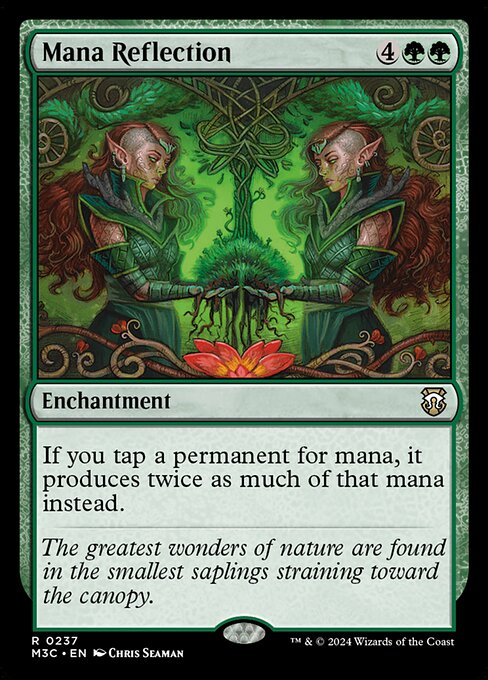 Mana Reflection 4
Enchantment
If you tap a permanent for mana, it
produces twice as much of that mana
instead.
The greatest wonders of nature are found
in the smallest saplings straining toward
the canopy.
R 0237
M3C • EN Chris Seaman
™ & © 2024 Wizards of the Coast